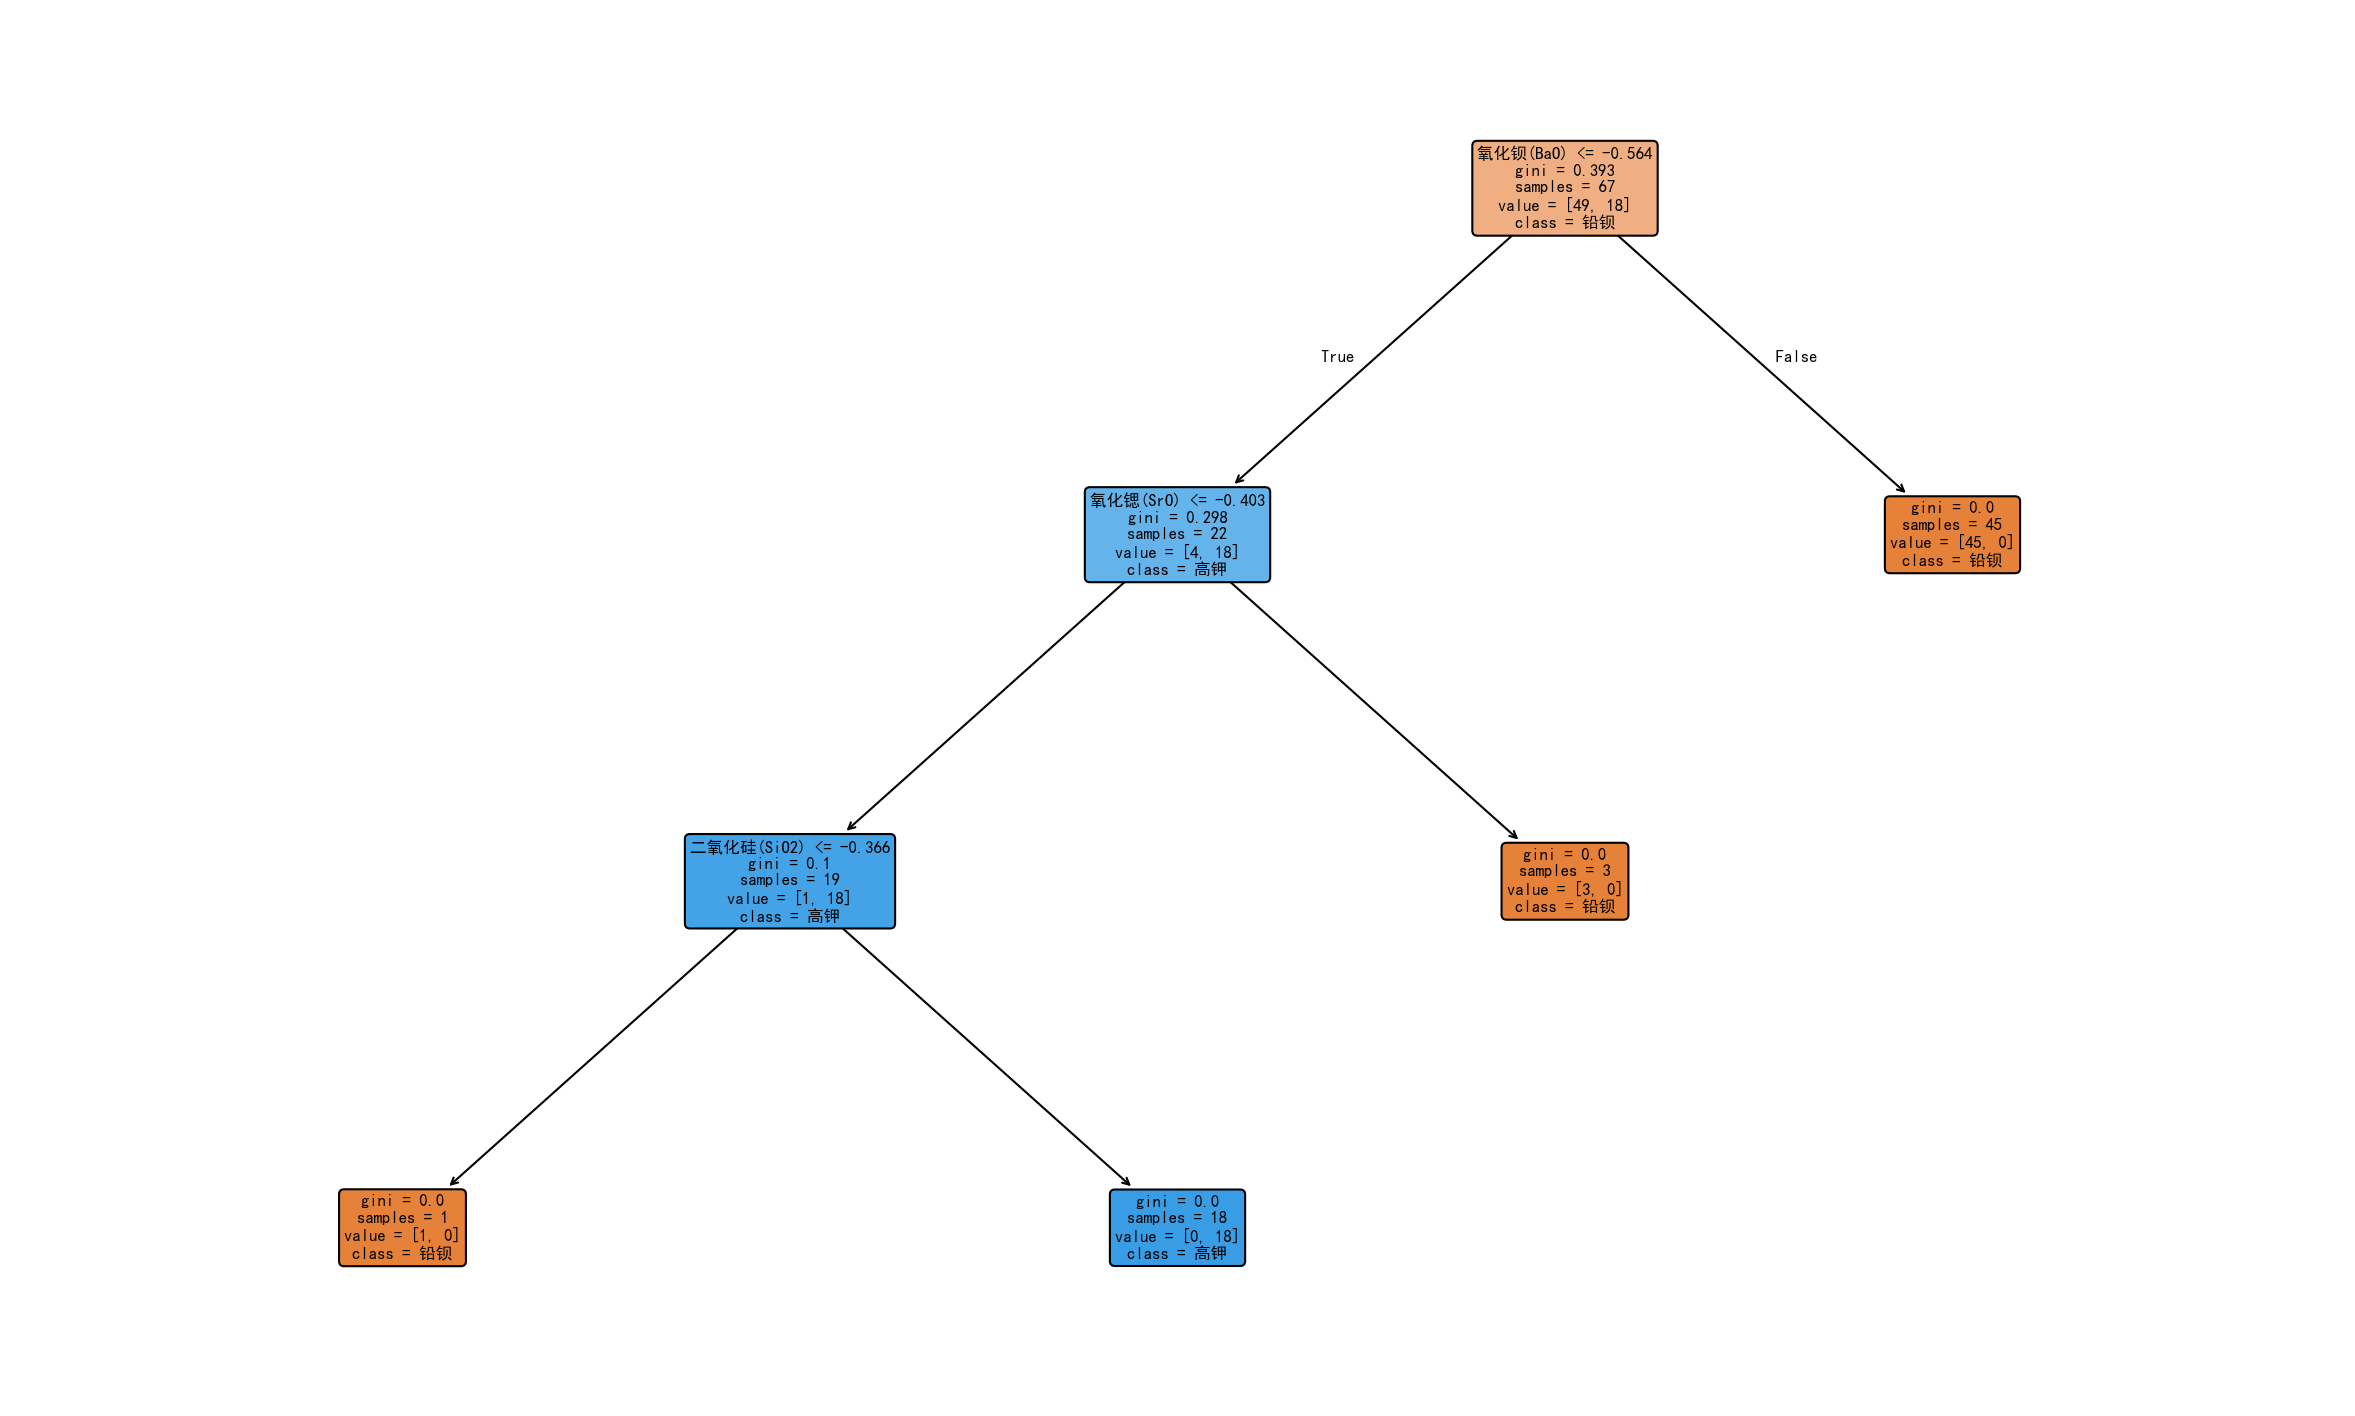 氧化钡(BaO) <= -0.564
gini = 0.393
samples = 67
value = [49, 18]
class = 铅钡
True
False
氧化锶(SrO) <= -0.403
gini = 0.298
samples = 22
value = [4, 18]
class = 高钾
gini = 0.0
samples = 45
value = [45, 0]
class = 铅钡
二氧化硅(SiO2) <= -0.366
gini = 0.1
samples = 19
value = [1, 18]
class = 高钾
gini = 0.0
samples = 3
value = [3, 0]
class = 铅钡
gini = 0.0
samples = 1
value = [1, 0]
class = 铅钡
gini = 0.0
samples = 18
value = [0, 18]
class = 高钾